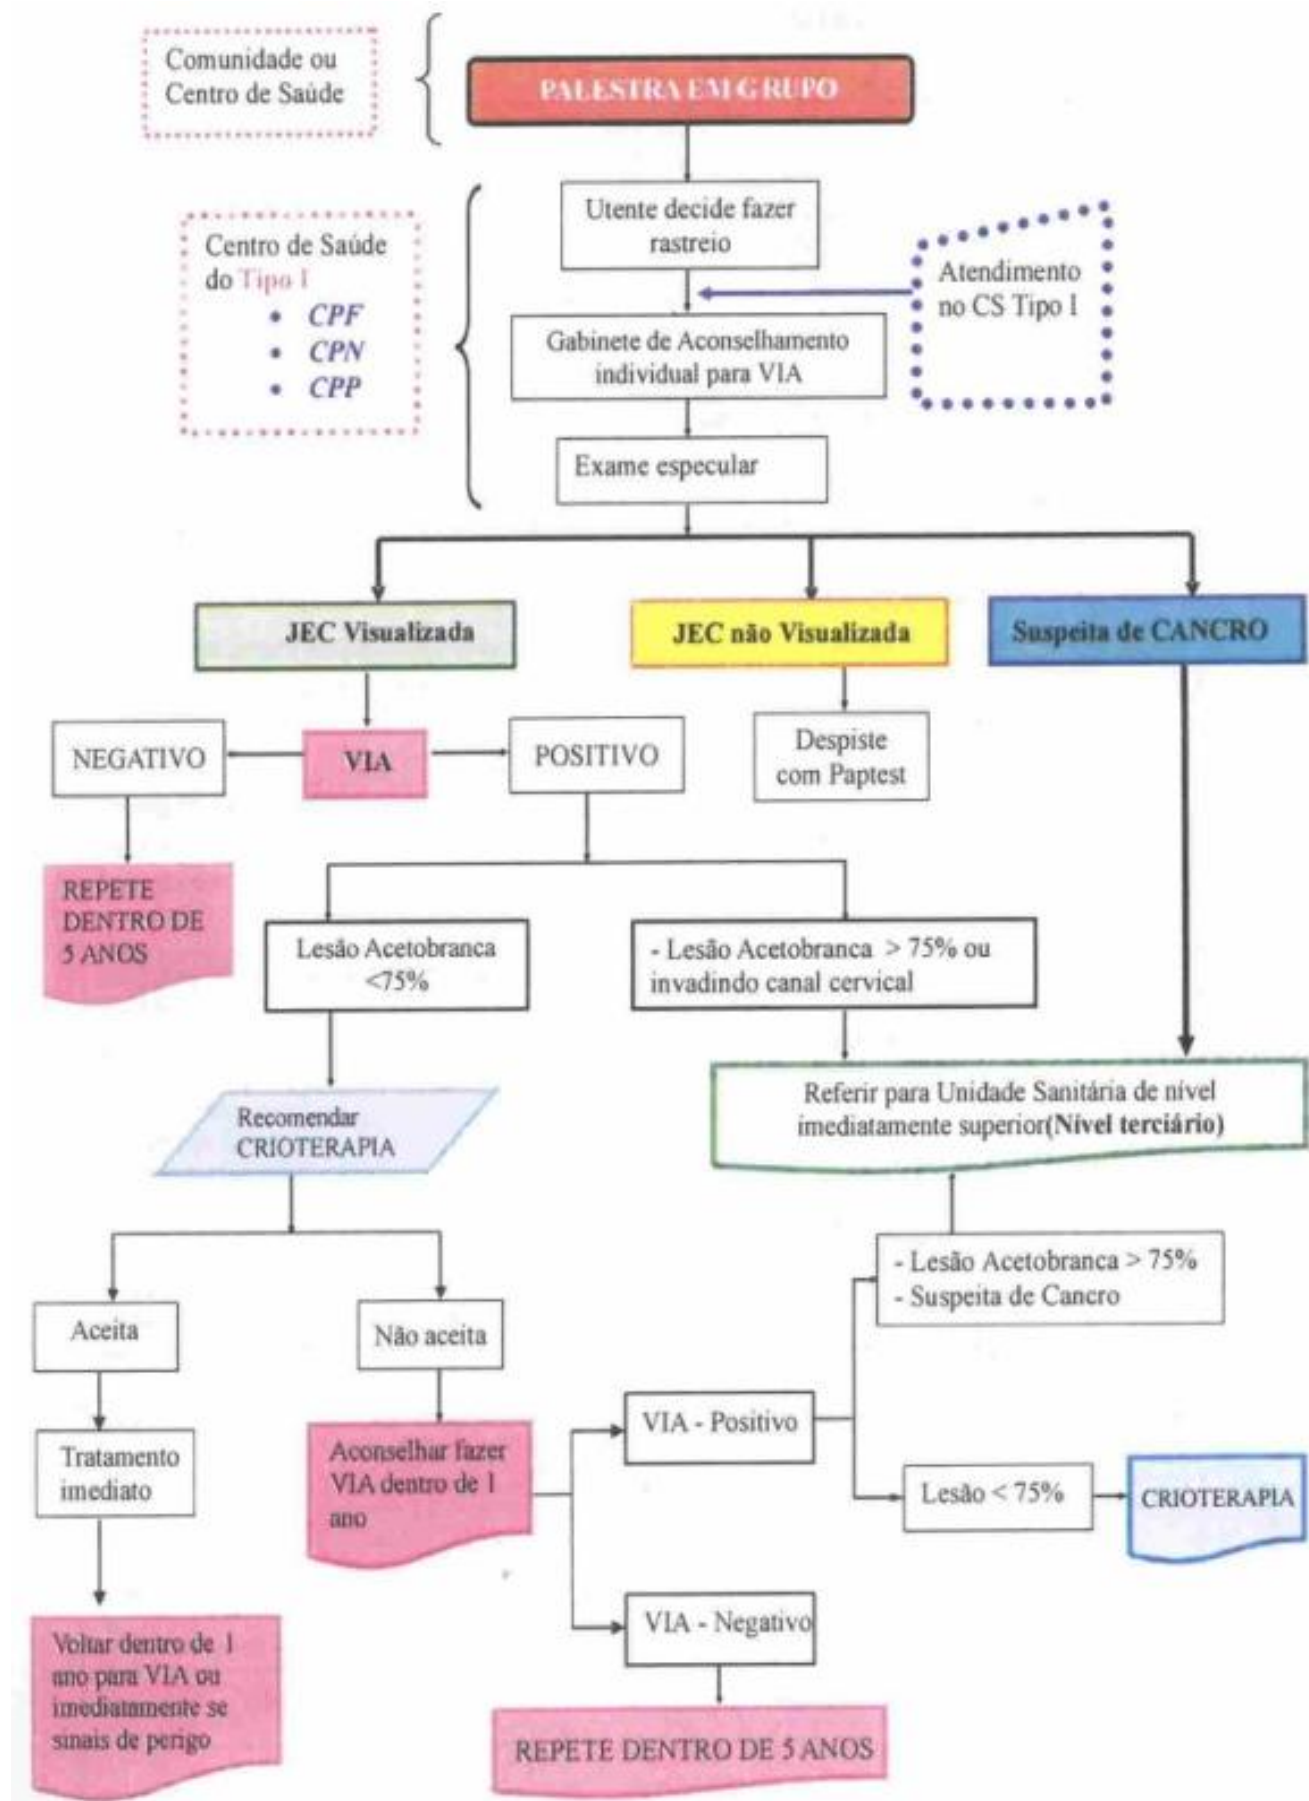 Comunidade ou
Centro de Saúde
PALESTRA EM GRUPO
Utente decide fazer
rastreio
Centro de Saúde
do Tipo I
• CPF
• CPN
• CPP
Atendimento
no CS Tipo I
Gabinete de Aconselhamento
individual para VIA
Exame especular
JEC Visualizada
JEC não Visualizada
Suspeita de CANCRO
NEGATIVO
VIA
POSITIVO
Despiste
com Paptest
REPETE
DENTRO DE
5 ANOS
Lesão Acetobranca
<75%
- Lesão Acetobranca > 75% ou
invadindo canal cervical
Recomendar
CRIOTERAPIA
Referir para Unidade Sanitária de nível
imediatamente superior(Nível terciário)
- Lesão Acetobranca > 75%
- Suspeita de Cancro
Aceita
Não aceita
VIA - Positivo
Tratamento
imediato
Aconselhar fazer
VIA dentro de 1
ano
Lesão < 75%
CRIOTERAPIA
VIA - Negativo
Voltar dentro de 1
ano para VIA ou
imediatamente se
sinais de perigo
REPETE DENTRO DE 5 ANOS